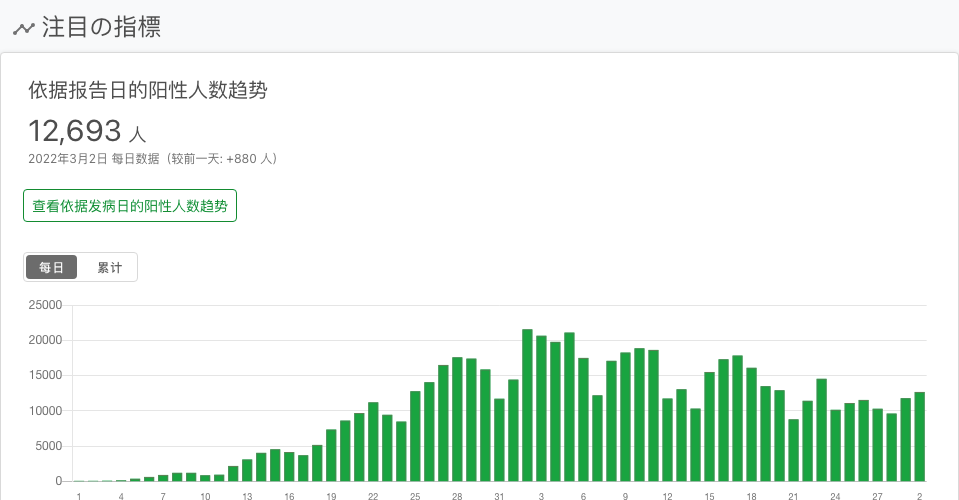 注目の指標
依据报告日的阳性人数趋势
12,693 人
2022年3月2日 每日数据（较前一天: +880 人）
查看依据发病日的阳性人数趋势
每日 累计
25000
20000
15000
10000
5000
0
1 4 7 10 13 16 19 22 25 28 31 3 6 9 12 15 18 21 24 27 2